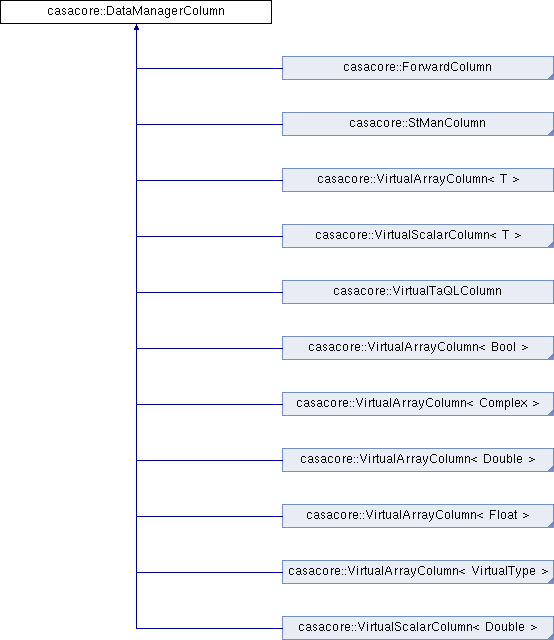 casacore::DataManagerColumn
casacore::ForwardColumn
casacore::StManColumn
casacore::VirtualArrayColumn< T >
casacore::VirtualScalarColumn< T >
casacore::VirtualTaQLColumn
casacore::VirtualArrayColumn< Bool >
casacore::VirtualArrayColumn< Complex >
casacore::VirtualArrayColumn< Double >
casacore::VirtualArrayColumn< Float >
casacore::VirtualArrayColumn< VirtualType >
casacore::VirtualScalarColumn< Double >